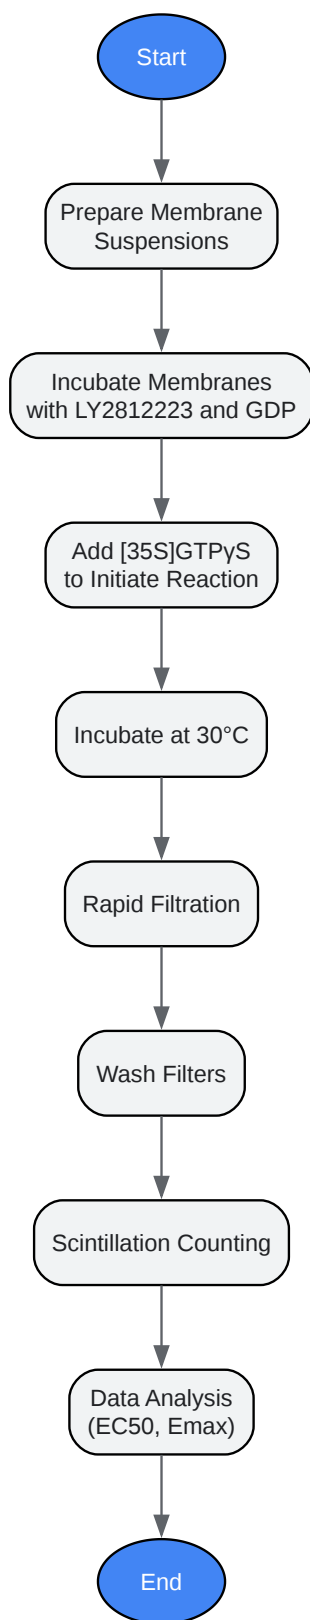 Start
Prepare Membrane
Suspensions
Incubate Membranes
with LY2812223 and GDP
Add [35S]GTPγS
to Initiate Reaction
Incubate at 30°C
Rapid Filtration
Wash Filters
Scintillation Counting
Data Analysis
(EC50, Emax)
End